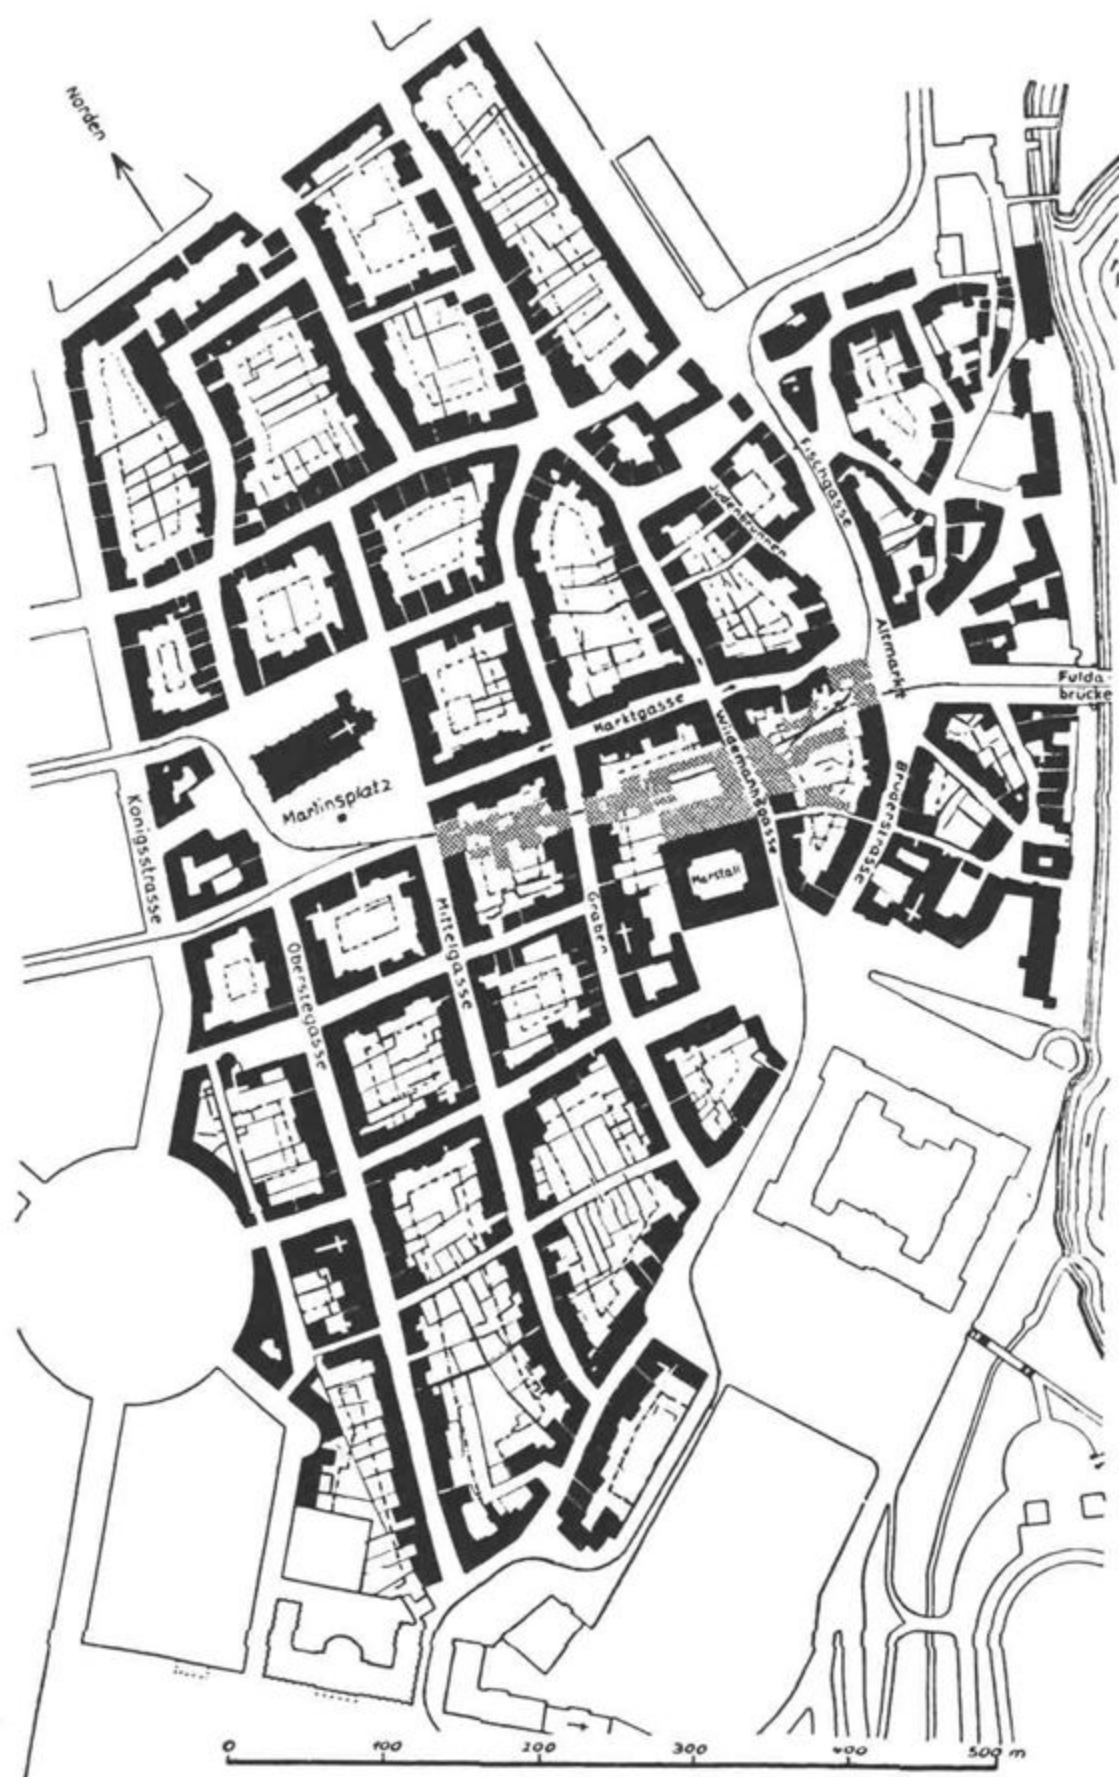 Norden
Fischgasse
Judenbrunnen
Altmarkt
Fulda-
brücke
Marktgasse
Wildemannsgasse
Brüderstrasse
Martinsplatz
Königsstrasse
Marstall
Graben
Mittelgasse
Oberstegasse
0 100 200 300 400 500 m